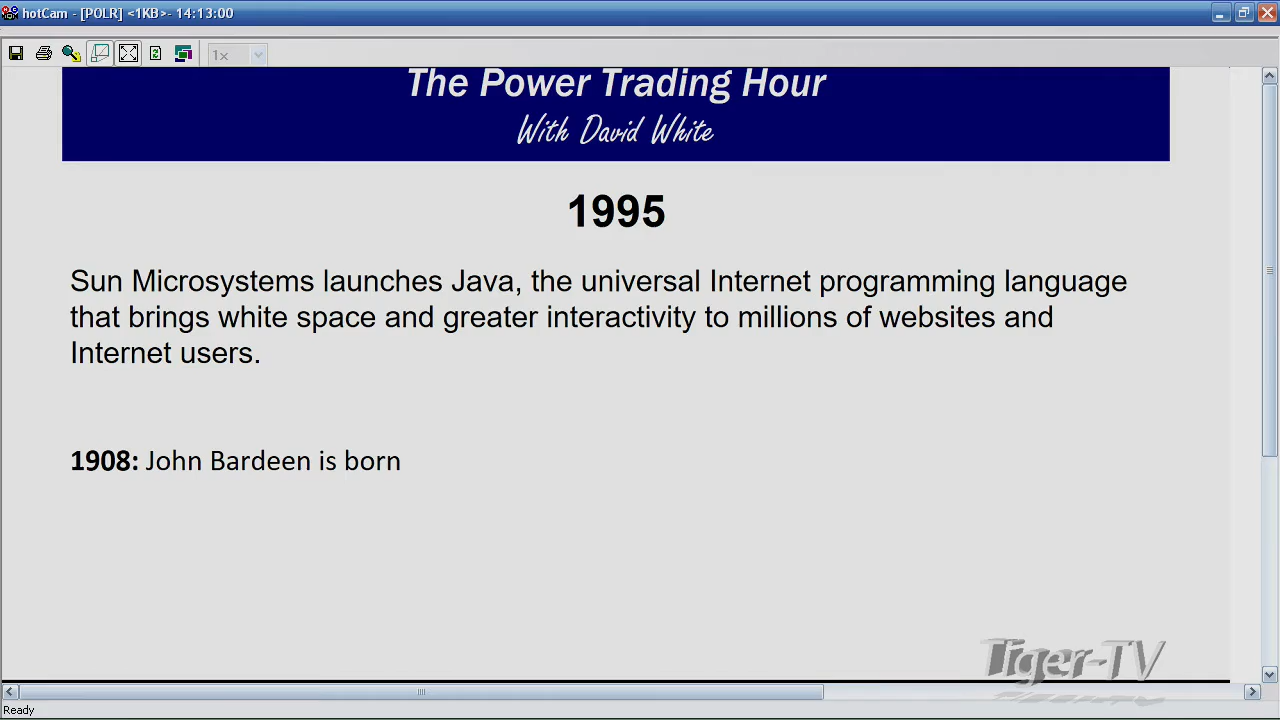 hotCam - [POLR] <1KB>- 14:13:00
1x
The Power Trading Hour
With David White
1995
Sun Microsystems launches Java, the universal Internet programming language
that brings white space and greater interactivity to millions of websites and
Internet users.
1908: John Bardeen is born
Tiger-TV
Ready